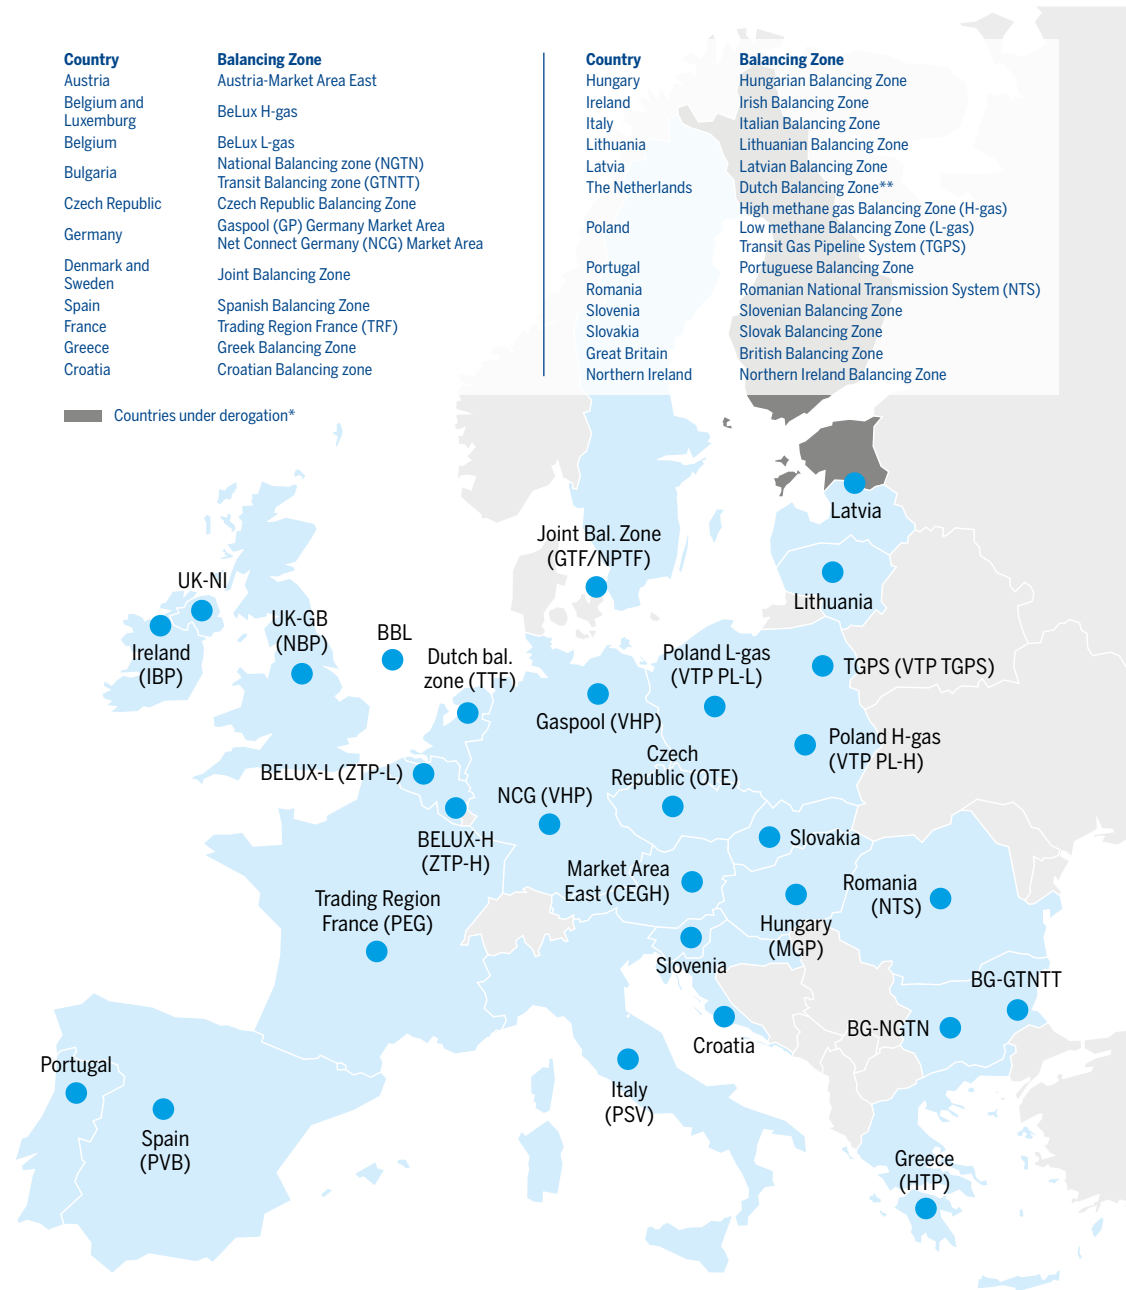 Country Balancing Zone
Austria Austria-Market Area East
Belgium and
Luxemburg
BeLux H-gas
Belgium BeLux L-gas
Bulgaria
National Balancing zone (NGTN)
Transit Balancing zone (GTNTT)
Czech Republic Czech Republic Balancing Zone
Germany
Gaspool (GP) Germany Market Area
Net Connect Germany (NCG) Market Area
Denmark and
Sweden
Joint Balancing Zone
Spain Spanish Balancing Zone
France Trading Region France (TRF)
Greece Greek Balancing Zone
Croatia Croatian Balancing zone
Country Balancing Zone
Hungary Hungarian Balancing Zone
Ireland Irish Balancing Zone
Italy Italian Balancing Zone
Lithuania Lithuanian Balancing Zone
Latvia Latvian Balancing Zone
The Netherlands Dutch Balancing Zone**
Poland
High methane gas Balancing Zone (H-gas)
Low methane Balancing Zone (L-gas)
Transit Gas Pipeline System (TGPS)
Portugal Portuguese Balancing Zone
Romania Romanian National Transmission System (NTS)
Slovenia Slovenian Balancing Zone
Slovakia Slovak Balancing Zone
Great Britain British Balancing Zone
Northern Ireland Northern Ireland Balancing Zone
Countries under derogation*
Latvia
Joint Bal. Zone
(GTF/NPTF)
Lithuania
UK-NI
UK-GB
(NBP)
Ireland
(IBP)
BBL
Dutch bal.
zone (TTF)
Poland L-gas
(VTP PL-L)
TGPS (VTP TGPS)
Gaspool (VHP)
Poland H-gas
(VTP PL-H)
Czech
Republic (OTE)
BELUX-L (ZTP-L)
NCG (VHP)
BELUX-H
(ZTP-H)
Slovakia
Market Area
East (CEGH)
Romania
(NTS)
Trading Region
France (PEG)
Hungary
(MGP)
Slovenia
BG-GTNTT
BG-NGTN
Croatia
Portugal
Italy
(PSV)
Spain
(PVB)
Greece
(HTP)